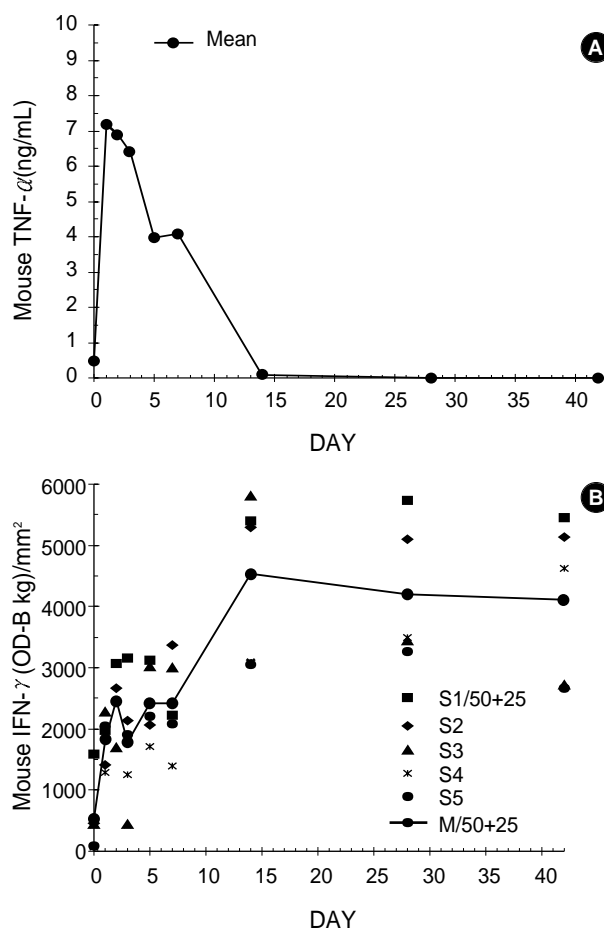 A
Mean
Mouse TNF-α(ng/mL)
10
9
8
7
6
5
4
3
2
1
0
0 5 10 15 20 25 30 35 40
DAY
B
Mouse IFN-γ (OD-B kg)/mm²
6000
5000
4000
3000
2000
1000
0
S1/50+25
S2
S3
S4
S5
M/50+25
0 5 10 15 20 25 30 35 40
DAY